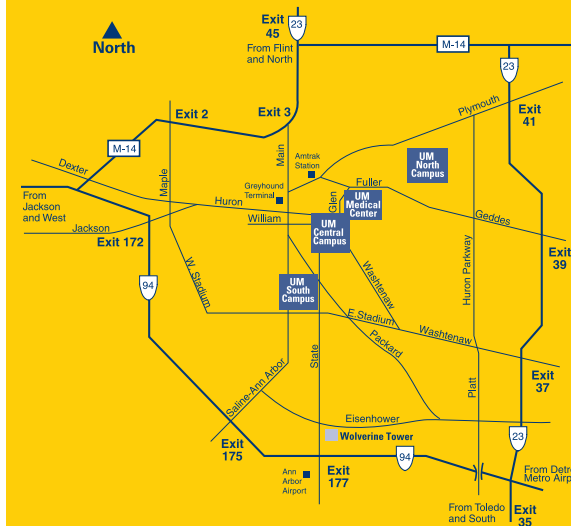 North
Exit
45
From Flint
and North
23
M-14
23
Exit
41
Exit 2
Exit 3
Plymouth
M-14
Main
Amtrak
Station
UM
North
Campus
Dexter
Maple
Greyhound
Terminal
Fuller
Glen
UM
Medical
Center
From
Jackson
and West
Huron
William
Geddes
Jackson
Exit 172
UM
Central
Campus
Exit
39
94
W. Stadium
UM
South
Campus
Washtenaw
Huron Parkway
E.Stadium
Washtenaw
Packard
Exit
37
Saline-Ann Arbor
State
Platt
Eisenhower
Exit
175
Wolverine Tower
23
94
Ann
Arbor
Airport
Exit
177
From Detro
Metro Airp
From Toledo
and South
Exit
35